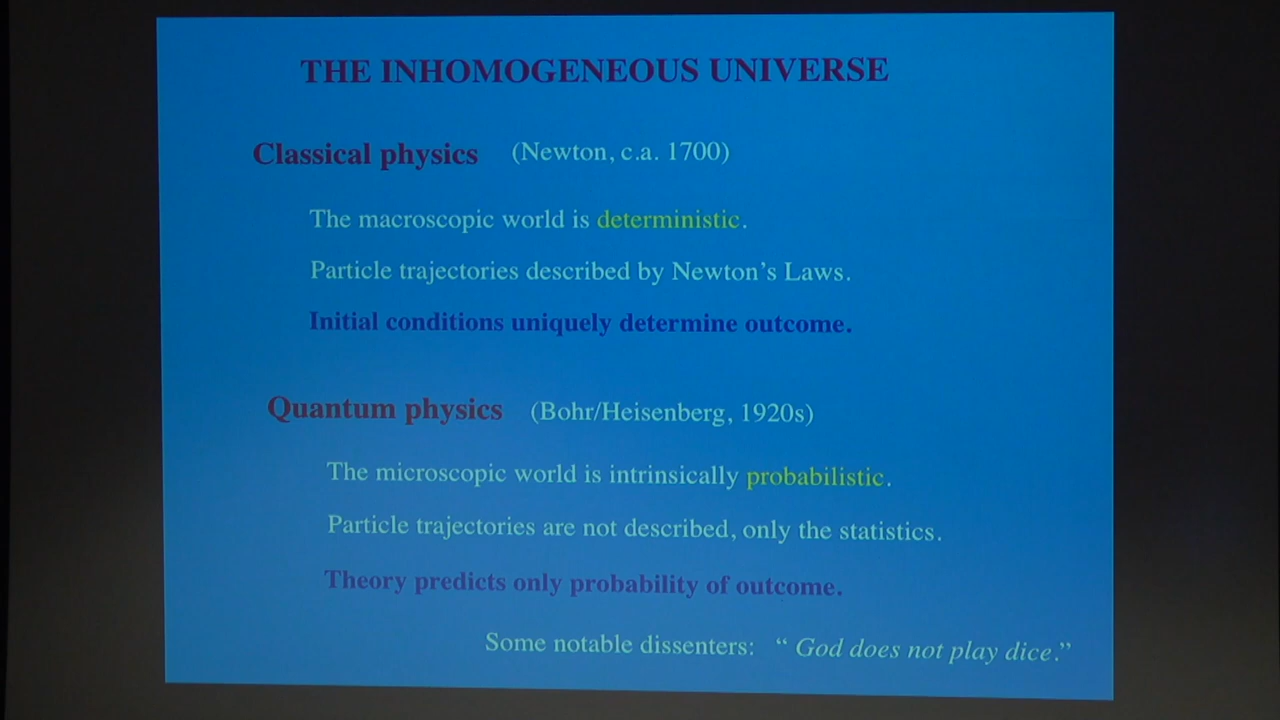 THE INHOMOGENEOUS UNIVERSE
Classical physics (Newton, c.a. 1700)
The macroscopic world is deterministic.
Particle trajectories described by Newton's Laws.
Initial conditions uniquely determine outcome.
Quantum physics (Bohr/Heisenberg, 1920s)
The microscopic world is intrinsically probabilistic.
Particle trajectories are not described, only the statistics.
Theory predicts only probability of outcome.
Some notable dissenters: “ God does not play dice.”